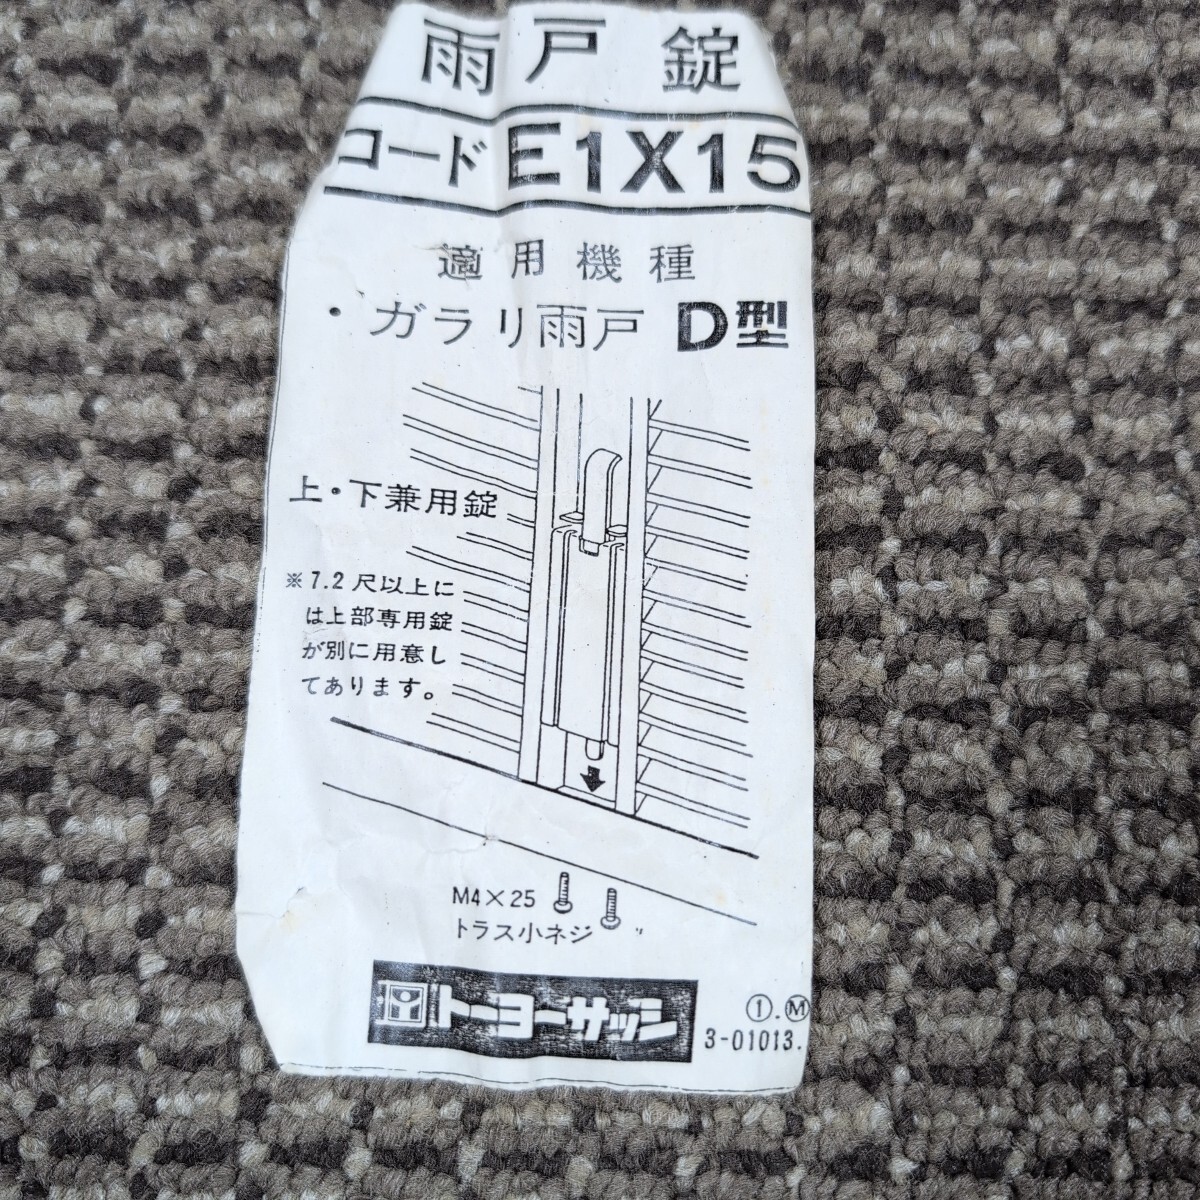 雨戸錠
コードE1X15
適用機種
・ガラリ雨戸 D型
上・下兼用錠
※7.2尺以上に
は上部専用錠
が別に用意し
てあります。
M4×25
トラス小ネジ
トーヨーサッシ
①.Ⓜ
3-01013.